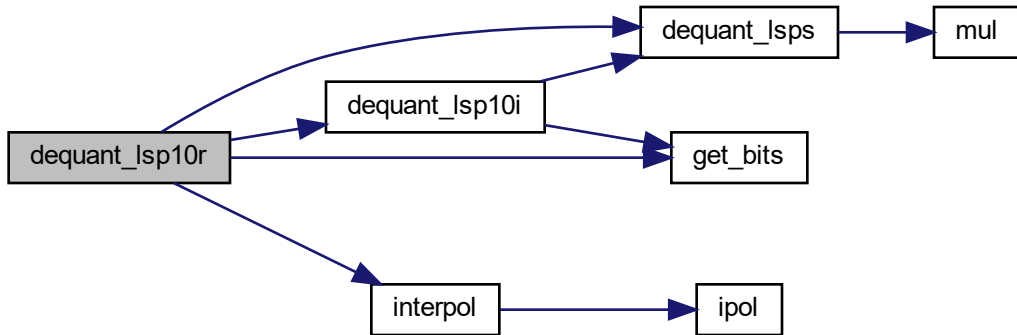 dequant_lsps
mul
dequant_lsp10i
dequant_lsp10r
get_bits
interpol
ipol